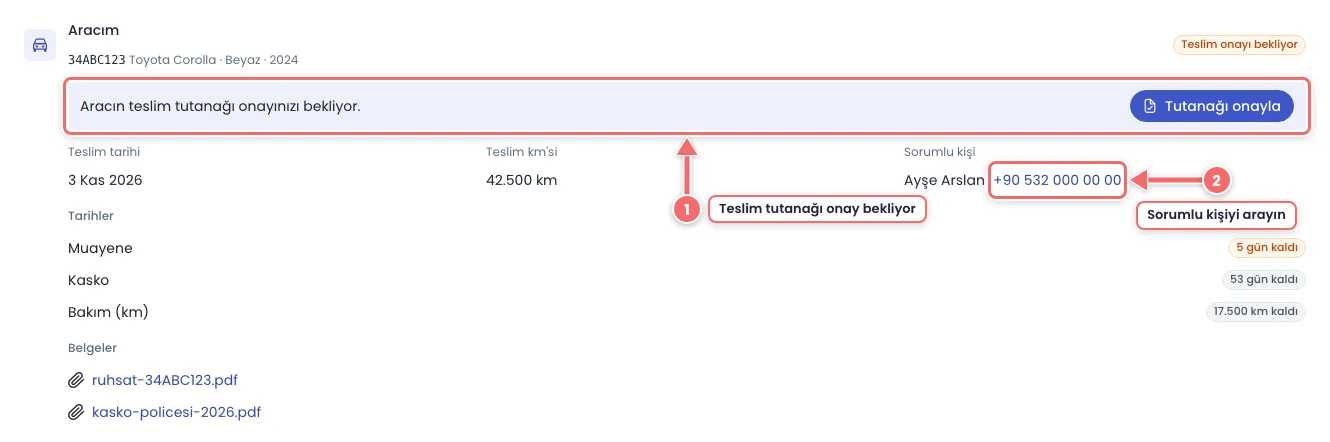 Aracım
34ABC123 Toyota Corolla · Beyaz · 2024
Teslim onayı bekliyor
Aracın teslim tutanağı onayınızı bekliyor.
Tutanağı onayla
Teslim tarihi
Teslim km'si
Sorumlu kişi
3 Kas 2026
42.500 km
Ayşe Arslan +90 532 000 00 00
2
1
Teslim tutanağı onay bekliyor
Sorumlu kişiyi arayın
Tarihler
Muayene
5 gün kaldı
Kasko
53 gün kaldı
Bakım (km)
17.500 km kaldı
Belgeler
ruhsat-34ABC123.pdf
kasko-policesi-2026.pdf